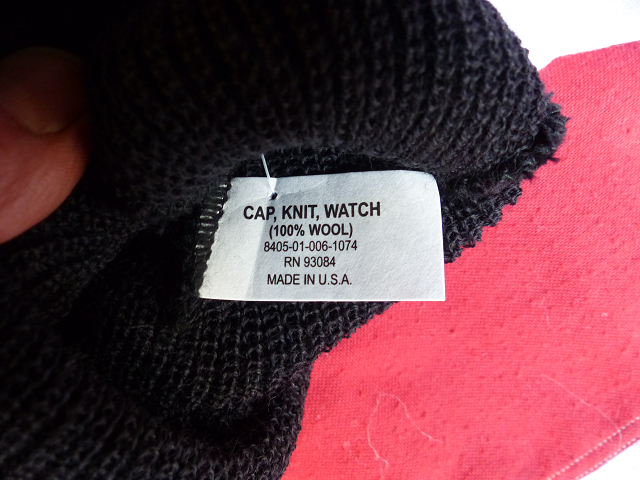 CAP, KNIT, WATCH
(100% WOOL)
8405-01-006-1074
RN 93084
MADE IN U.S.A.